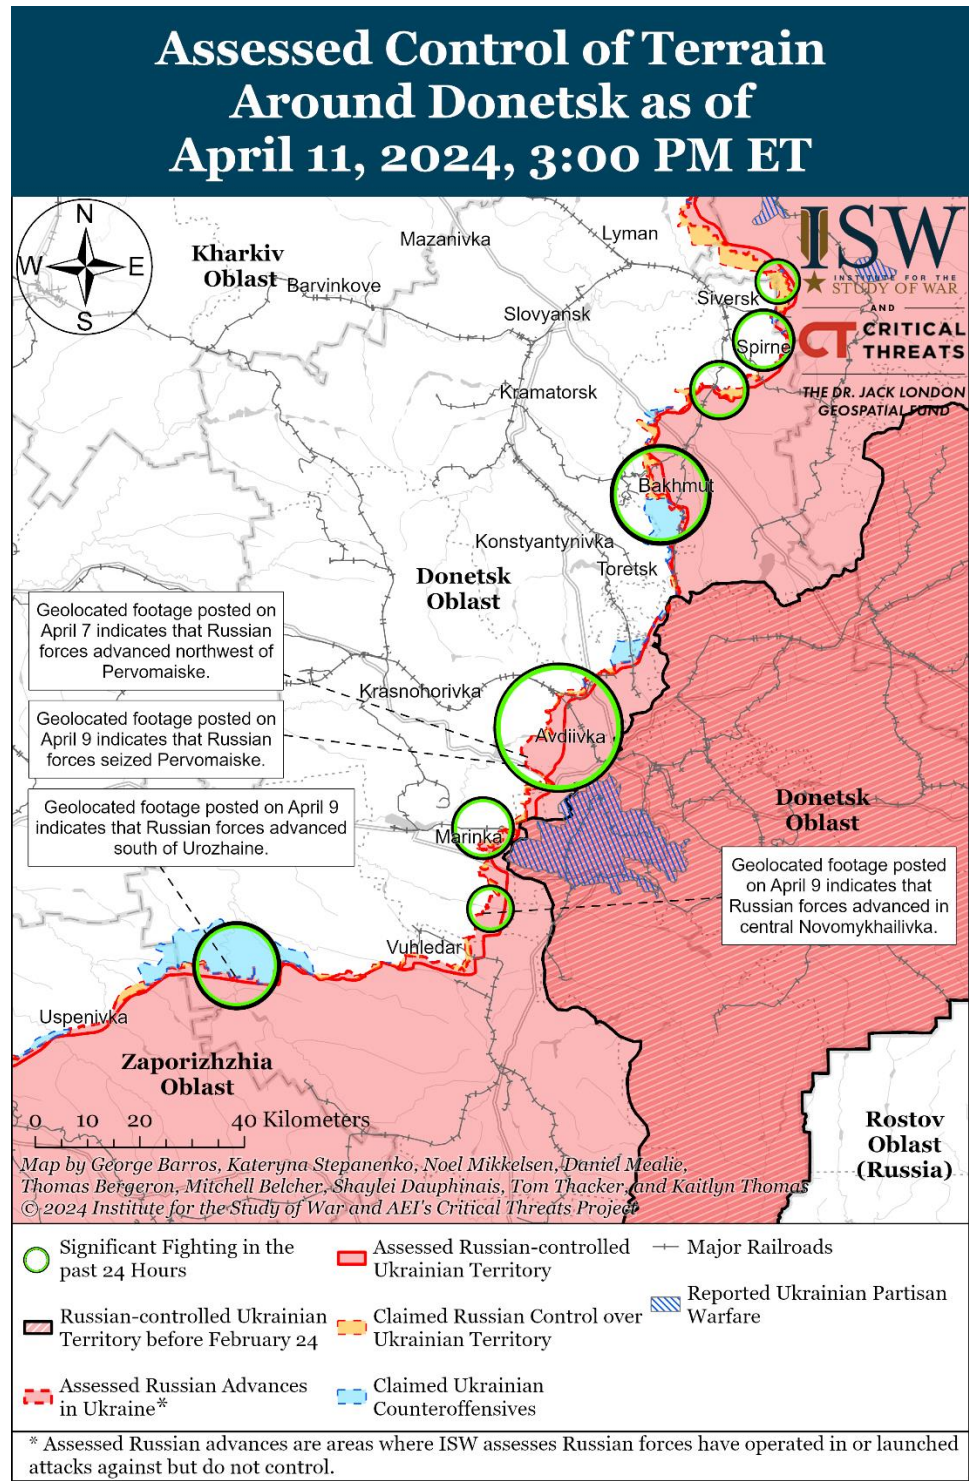 Assessed Control of Terrain
Around Donetsk as of
April 11, 2024, 3:00 PM ET
N
W
E
S
Kharkiv
Oblast
Mazanivka
Lyman
Barvinkove
Slovyansk
Siversk
ISW
INSTITUTE FOR THE
STUDY OF WAR
AND
CT CRITICAL
THREATS
THE DR. JACK LONDON
GEOSPATIAL FUND
Spirne
Kramatorsk
Bakhmut
Konstyantynivka
Toretsk
Donetsk
Oblast
Geolocated footage posted on
April 7 indicates that Russian
forces advanced northwest of
Pervomaiske.
Krasnohorivka
Geolocated footage posted on
April 9 indicates that Russian
forces seized Pervomaiske.
Avdiivka
Geolocated footage posted on April 9
indicates that Russian forces advanced
south of Urozhaine.
Marinka
Donetsk
Oblast
Geolocated footage posted
on April 9 indicates that
Russian forces advanced in
central Novomykhailivka.
Vuhledar
Uspenivka
Zaporizhzhia
Oblast
0 10 20 40 Kilometers
Rostov
Oblast
(Russia)
Map by George Barros, Kateryna Stepanenko, Noel Mikkelsen, Daniel Mealie,
Thomas Bergeron, Mitchell Belcher, Shaylei Dauphinais, Tom Thacker, and Kaitlyn Thomas
© 2024 Institute for the Study of War and AEI's Critical Threats Project
Significant Fighting in the
past 24 Hours
Russian-controlled Ukrainian
Territory before February 24
Assessed Russian Advances
in Ukraine*
Assessed Russian-controlled
Ukrainian Territory
Claimed Russian Control over
Ukrainian Territory
Claimed Ukrainian
Counteroffensives
Major Railroads
Reported Ukrainian Partisan
Warfare
* Assessed Russian advances are areas where ISW assesses Russian forces have operated in or launched
attacks against but do not control.